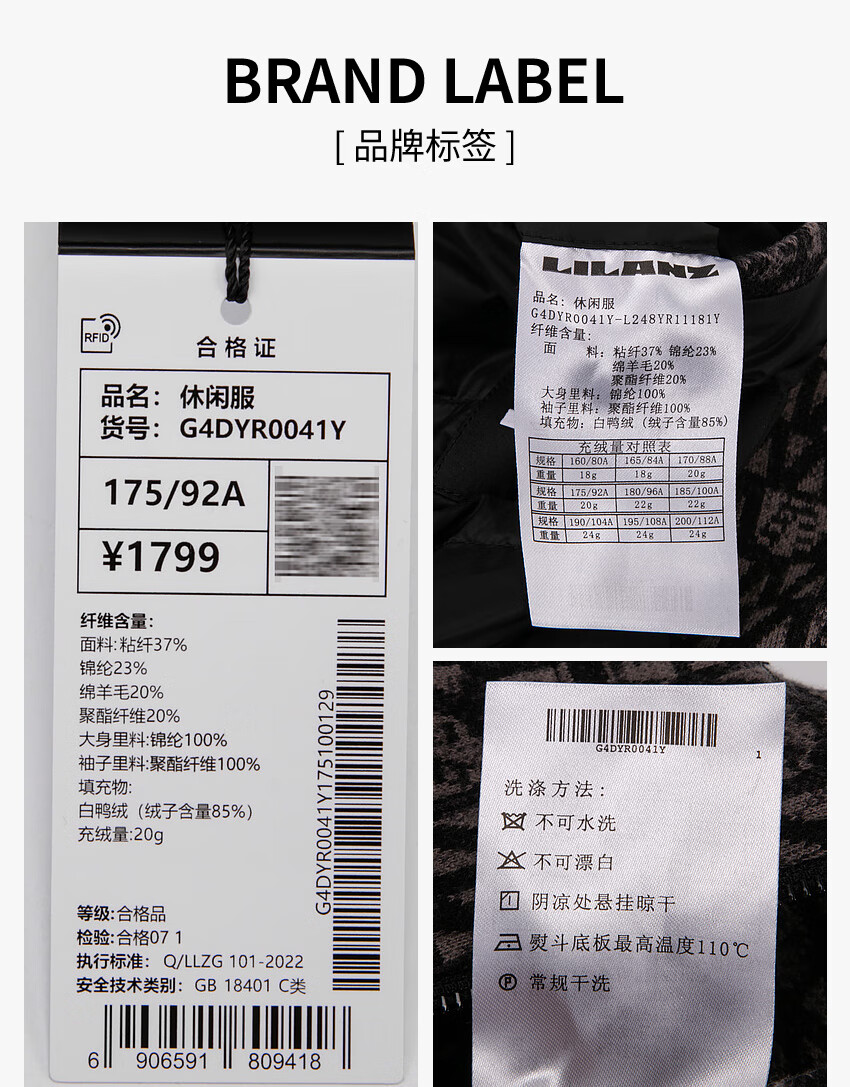 BRAND LABEL
[ 品牌标签 ]
RFID
合格证
品名： 休闲服
货号： G4DYR0041Y
175/92A
¥1799
纤维含量：
面料:粘纤37%
锦纶23%
绵羊毛20%
聚酯纤维20%
大身里料:锦纶100%
袖子里料:聚酯纤维100%
填充物:
白鸭绒（绒子含量85%）
充绒量:20g
G4DYR0041Y175100129
等级:合格品
检验:合格07 1
执行标准： Q/LLZG 101-2022
安全技术类别： GB 18401 C类
6 906591 809418
LILANZ
品名: 休闲服
G4DYR0041Y-L248YR11181Y
纤维含量:
面 料: 粘纤37% 锦纶23%
绵羊毛20%
聚酯纤维20%
大身里料: 锦纶100%
袖子里料: 聚酯纤维100%
填充物: 白鸭绒（绒子含量85%）
充绒量对照表
规格 160/80A 165/84A 170/88A
重量 18g 18g 20g
规格 175/92A 180/96A 185/100A
重量 20g 22g 22g
规格 190/104A 195/108A 200/112A
重量 24g 24g 24g
G4DYR0041Y
1
洗涤方法:
不可水洗
不可漂白
阴凉处悬挂晾干
熨斗底板最高温度110℃
P 常规干洗